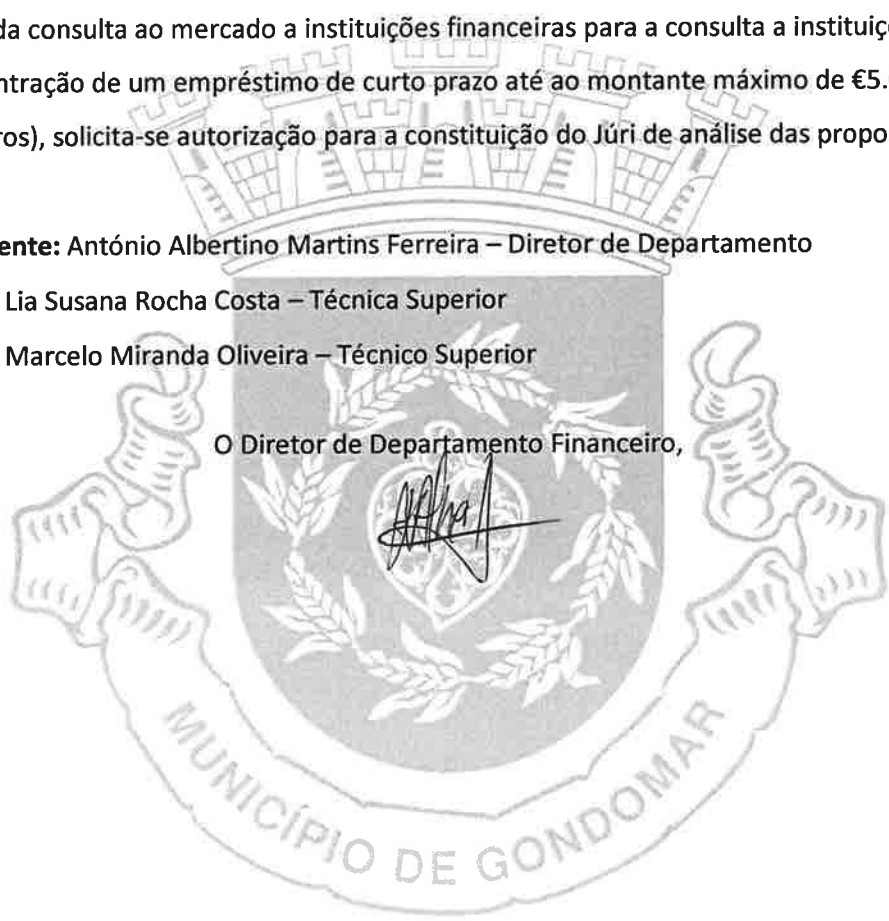 da consulta ao mercado a instituições financeiras para a consulta a instituiç
ntração de um empréstimo de curto prazo até ao montante máximo de €5.
ros), solicita-se autorização para a constituição do Júri de análise das propo
ente: António Albertino Martins Ferreira – Diretor de Departamento
Lia Susana Rocha Costa – Técnica Superior
Marcelo Miranda Oliveira – Técnico Superior
O Diretor de Departamento Financeiro,
MUNICÍPIO DE GONDOMAR